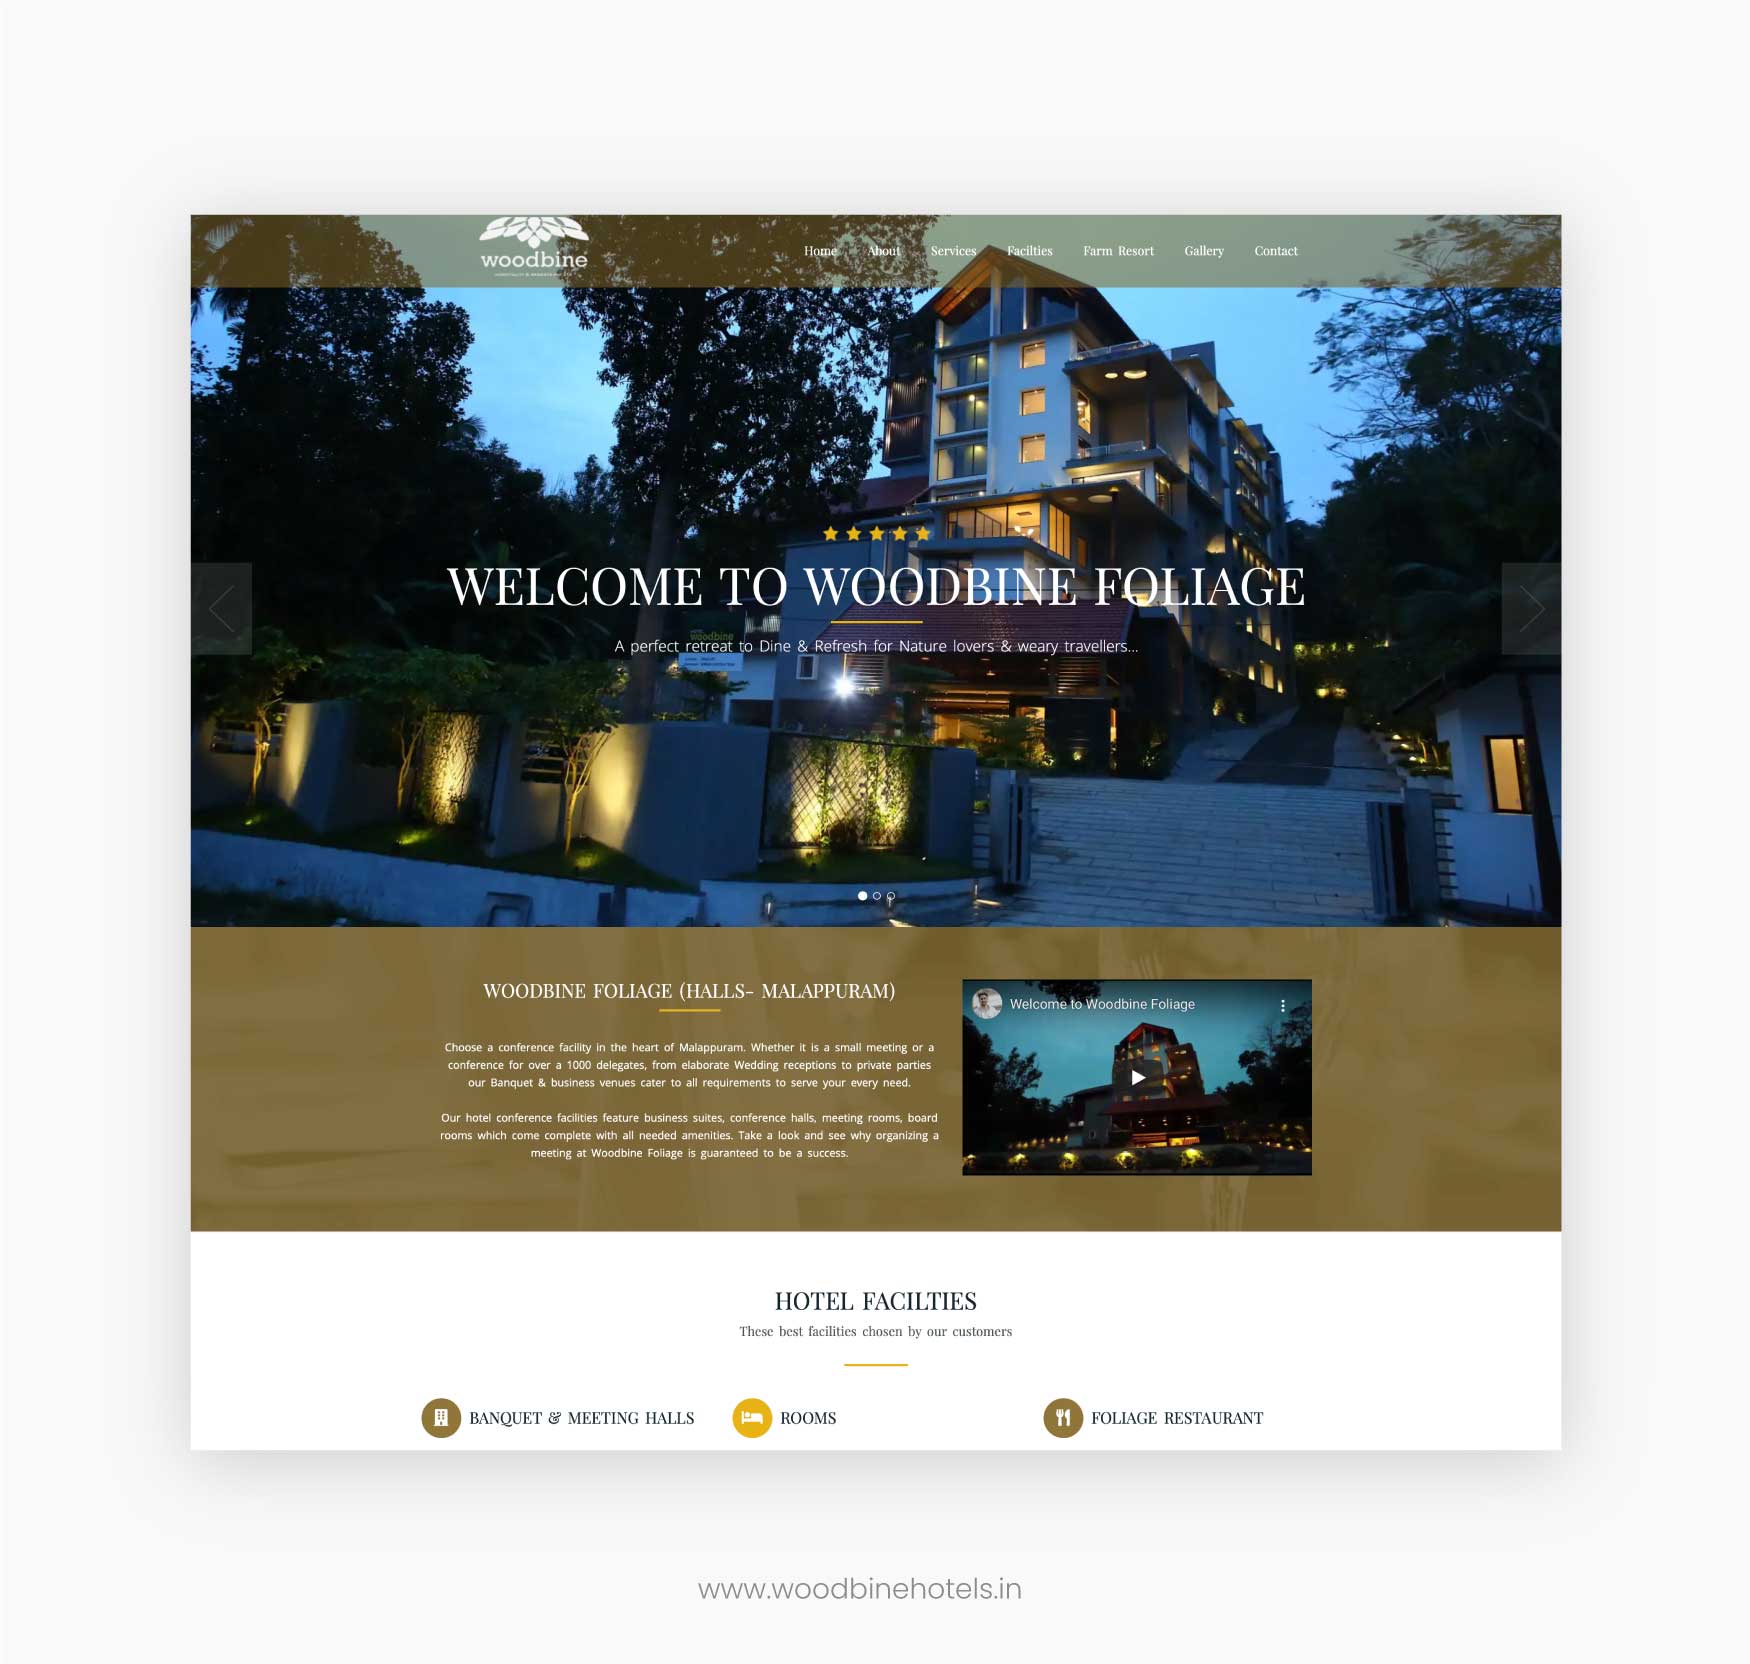 woodbine
Home About Services Facilties Farm Resort Gallery Contact
WELCOME TO WOODBINE FOLIAGE
woodbine
A perfect retreat to Dine & Refresh for Nature lovers & weary travellers...
WOODBINE FOLIAGE (HALLS- MALAPPURAM)
Choose a conference facility in the heart of Malappuram. Whether it is a small meeting or a
conference for over a 1000 delegates, from elaborate Wedding receptions to private parties
our Banquet & business venues cater to all requirements to serve your every need.
Our hotel conference facilities feature business suites, conference halls, meeting rooms, board
rooms which come complete with all needed amenities. Take a look and see why organizing a
meeting at Woodbine Foliage is guaranteed to be a success.
Welcome to Woodbine Foliage
HOTEL FACILTIES
These best facilities chosen by our customers
BANQUET & MEETING HALLS
ROOMS
FOLIAGE RESTAURANT
www.woodbinehotels.in